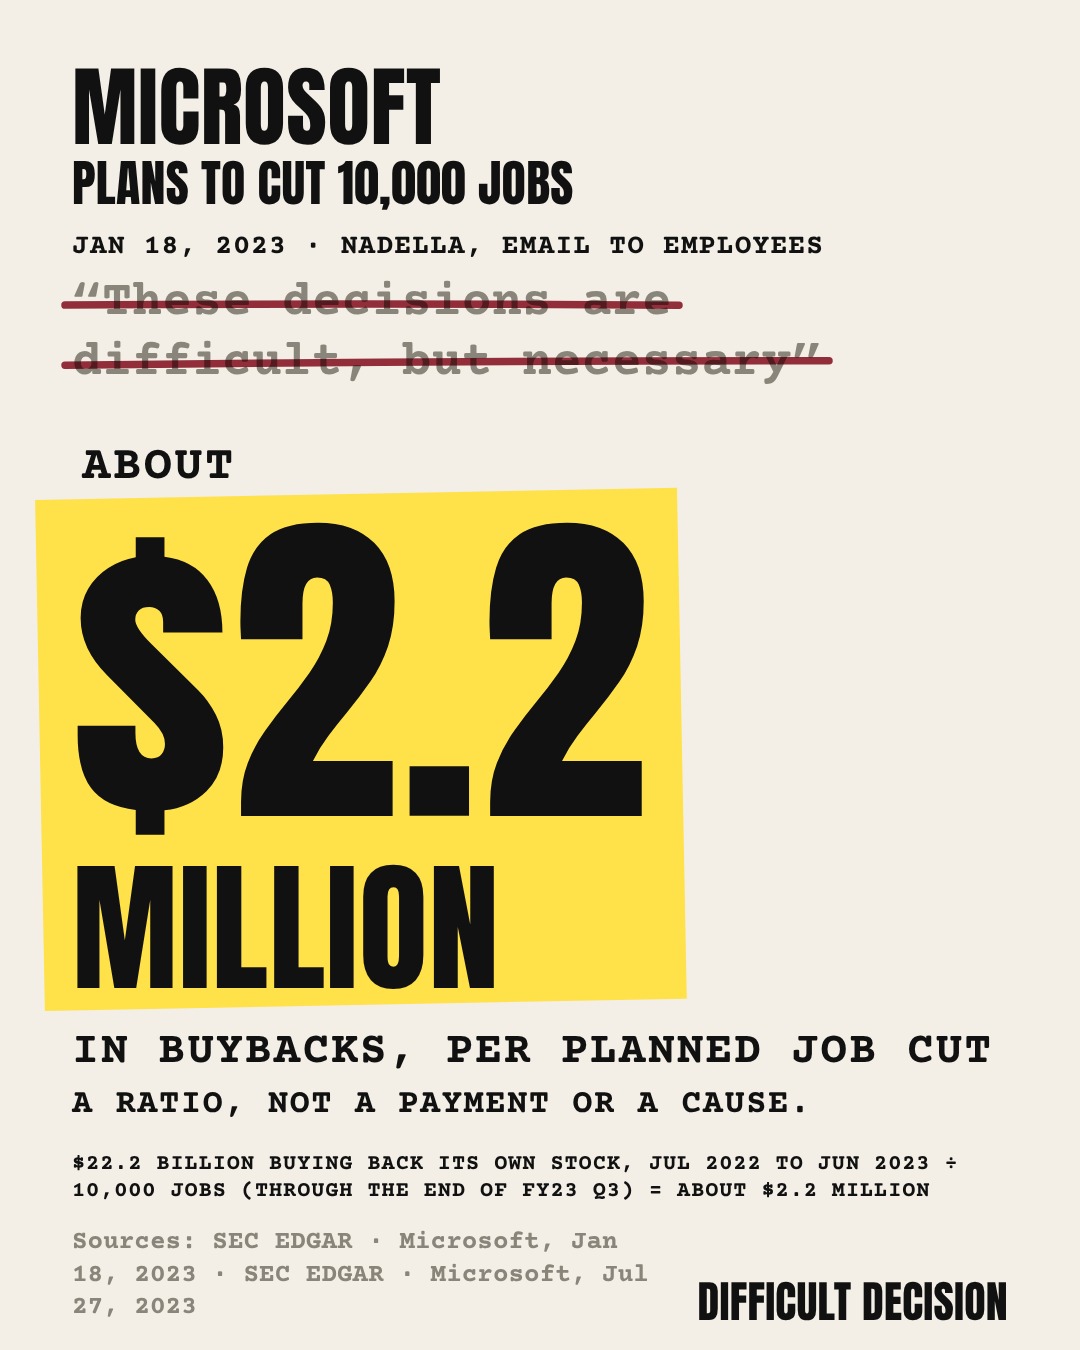 MICROSOFT
PLANS TO CUT 10,000 JOBS
JAN 18, 2023 · NADELLA, EMAIL TO EMPLOYEES
“These decisions are
difficult, but necessary”
ABOUT
$2.2
MILLION
IN BUYBACKS, PER PLANNED JOB CUT
A RATIO, NOT A PAYMENT OR A CAUSE.
$22.2 BILLION BUYING BACK ITS OWN STOCK, JUL 2022 TO JUN 2023 ÷
10,000 JOBS (THROUGH THE END OF FY23 Q3) = ABOUT $2.2 MILLION
Sources: SEC EDGAR · Microsoft, Jan
18, 2023 · SEC EDGAR · Microsoft, Jul
27, 2023
DIFFICULT DECISION